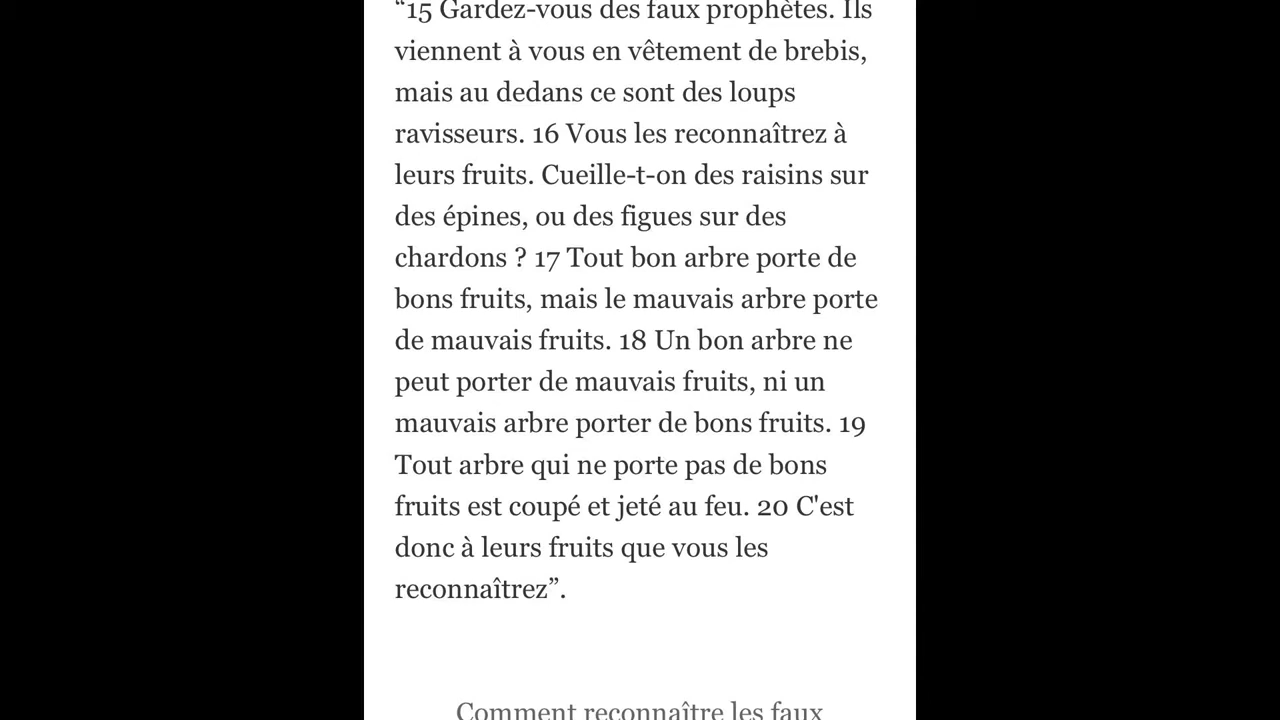 “15 Gardez-vous des faux prophètes. Ils
viennent à vous en vêtement de brebis,
mais au dedans ce sont des loups
ravisseurs. 16 Vous les reconnaîtrez à
leurs fruits. Cueille-t-on des raisins sur
des épines, ou des figues sur des
chardons ? 17 Tout bon arbre porte de
bons fruits, mais le mauvais arbre porte
de mauvais fruits. 18 Un bon arbre ne
peut porter de mauvais fruits, ni un
mauvais arbre porter de bons fruits. 19
Tout arbre qui ne porte pas de bons
fruits est coupé et jeté au feu. 20 C'est
donc à leurs fruits que vous les
reconnaîtrez”.
Comment reconnaître les faux